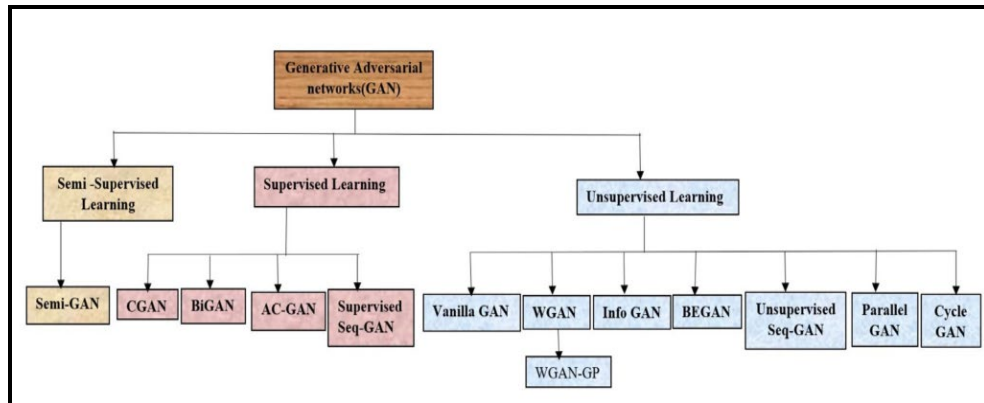 Generative Adversarial
networks(GAN)
Semi -Supervised
Learning
Supervised Learning
Unsupervised Learning
Semi-GAN
CGAN
BiGAN
AC-GAN
Supervised
Seq-GAN
Vanilla GAN
WGAN
Info GAN
BEGAN
Unsupervised
Seq-GAN
Parallel
GAN
Cycle
GAN
WGAN-GP